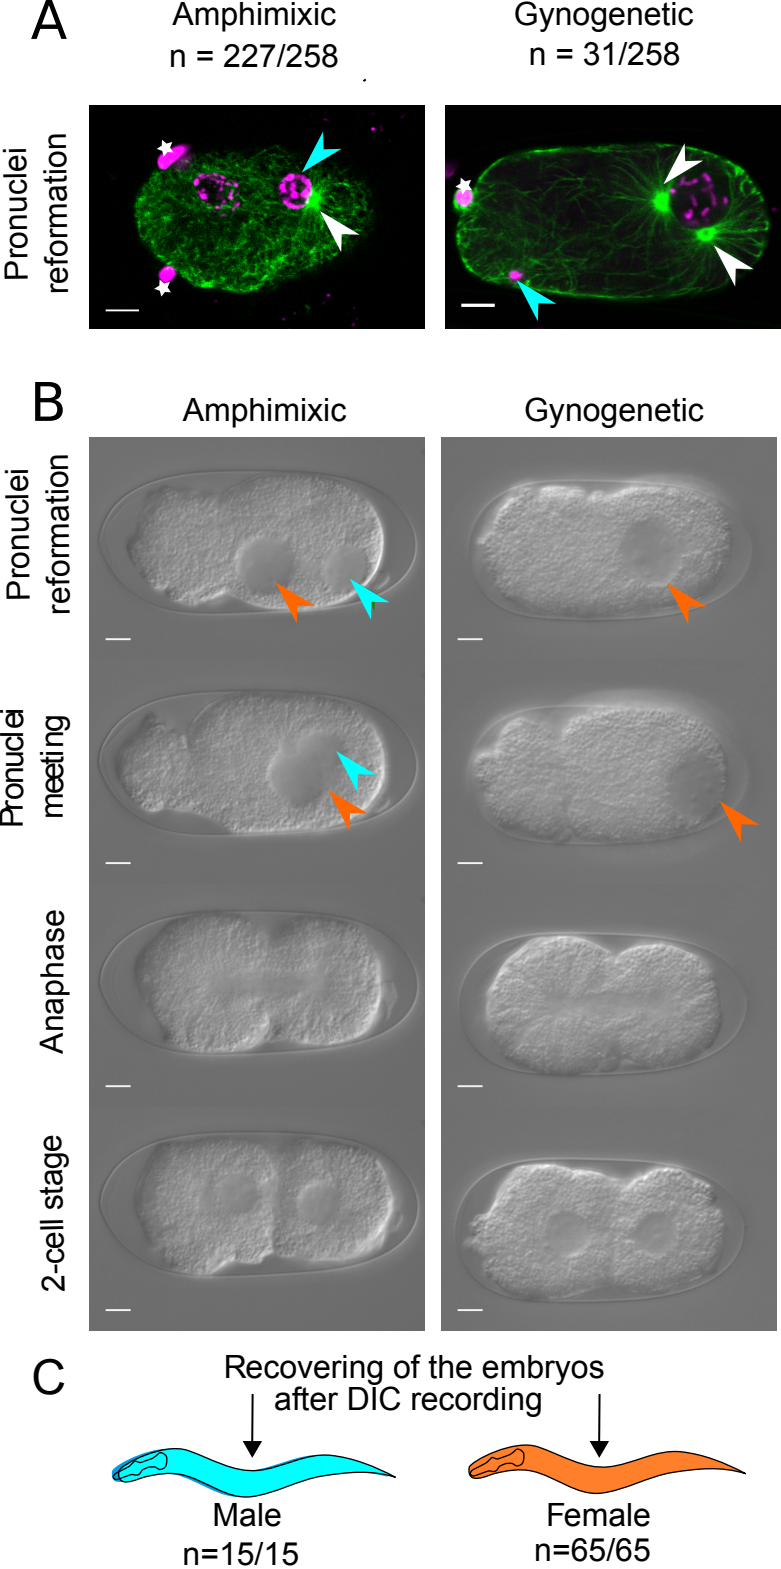 A
Amphimixic
n = 227/258
Gynogenetic
n = 31/258
Pronuclei
reformation
B
Amphimixic
Gynogenetic
Pronuclei
reformation
Pronuclei
meeting
Anaphase
2-cell stage
C
Recovering of the embryos
after DIC recording
Male
n=15/15
Female
n=65/65